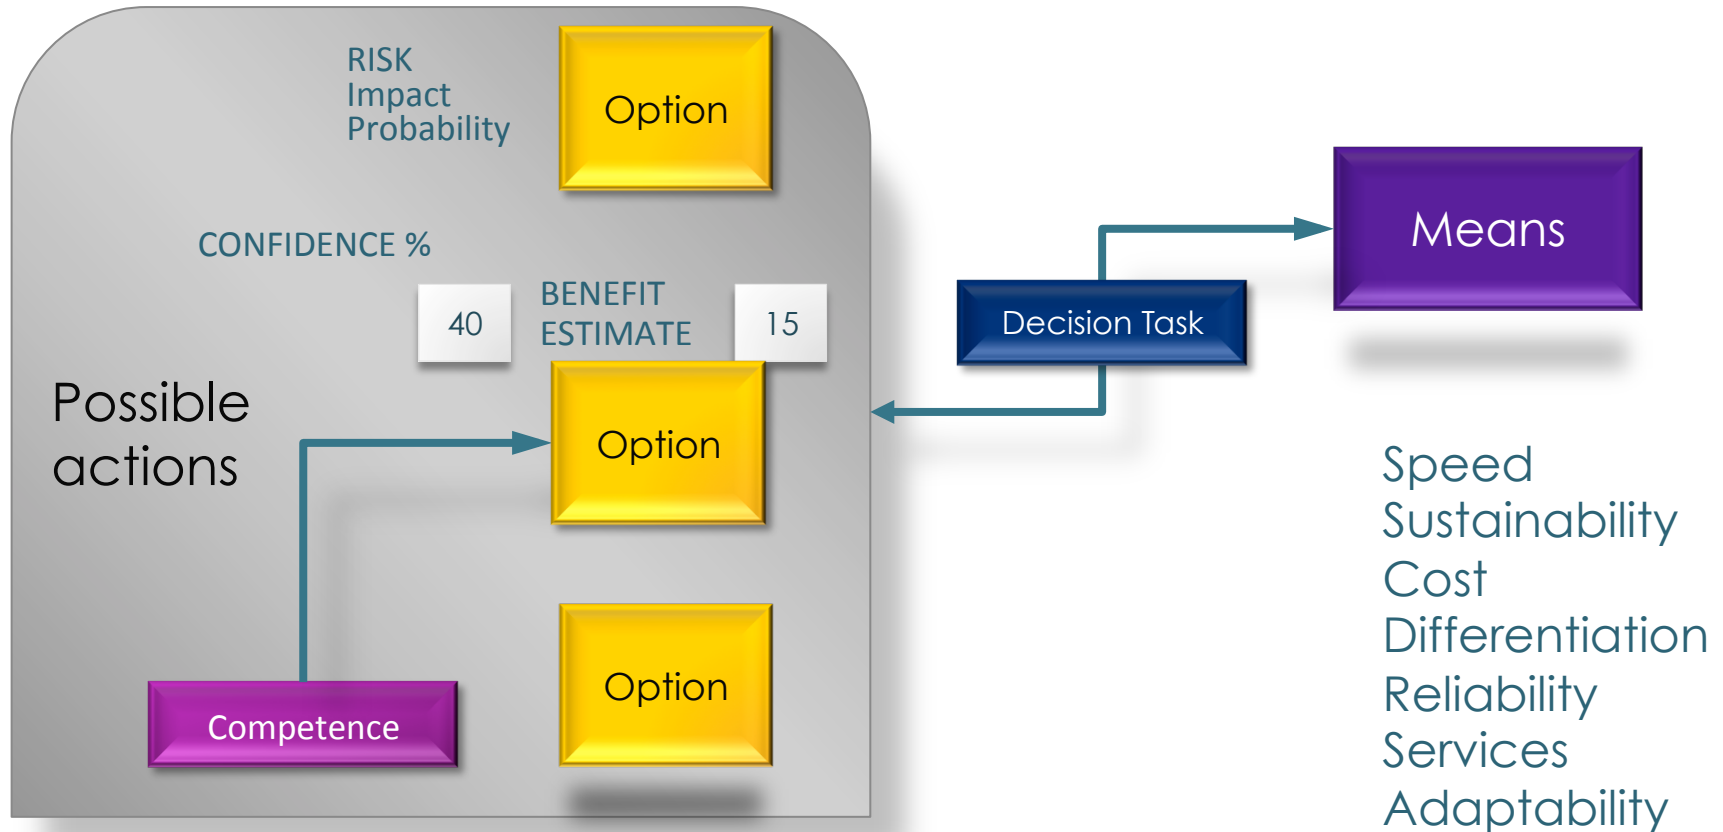 RISK
Impact
Probability
Option
CONFIDENCE %
40
BENEFIT
ESTIMATE
15
Possible
actions
Option
Competence
Option
Decision Task
Means
Speed
Sustainability
Cost
Differentiation
Reliability
Services
Adaptability